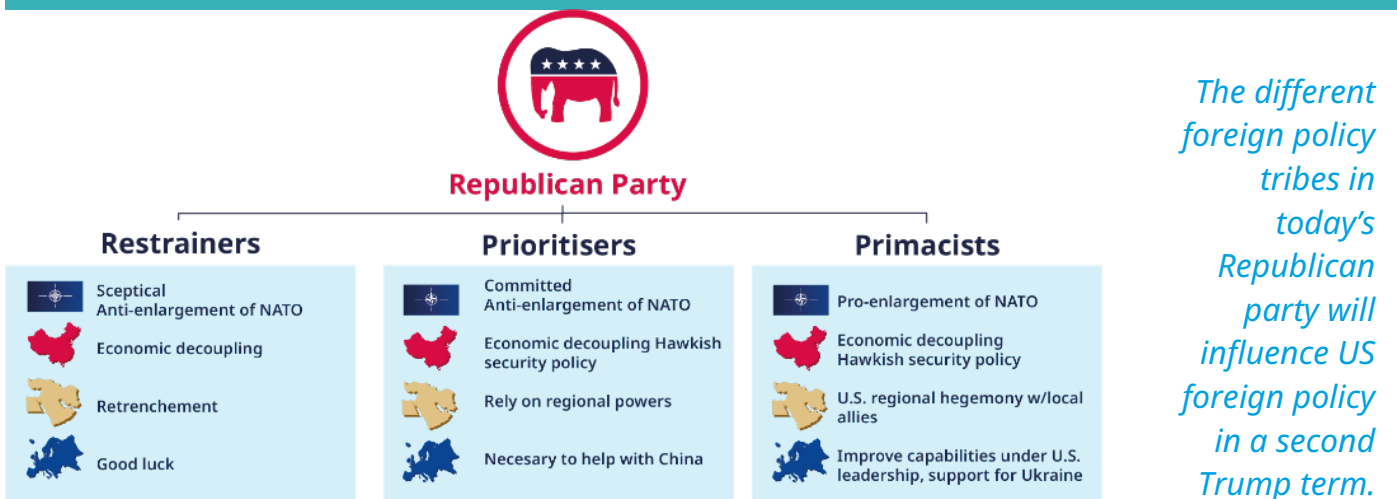 Republican Party
Restrainers
Sceptical
Anti-enlargement of NATO
Economic decoupling
Retrenchement
Good luck
Prioritisers
Committed
Anti-enlargement of NATO
Economic decoupling Hawkish
security policy
Rely on regional powers
Necesary to help with China
Primacists
Pro-enlargement of NATO
Economic decoupling
Hawkish security policy
U.S. regional hegemony w/local
allies
Improve capabilities under U.S.
leadership, support for Ukraine
The different
foreign policy
tribes in
today’s
Republican
party will
influence US
foreign policy
in a second
Trump term.